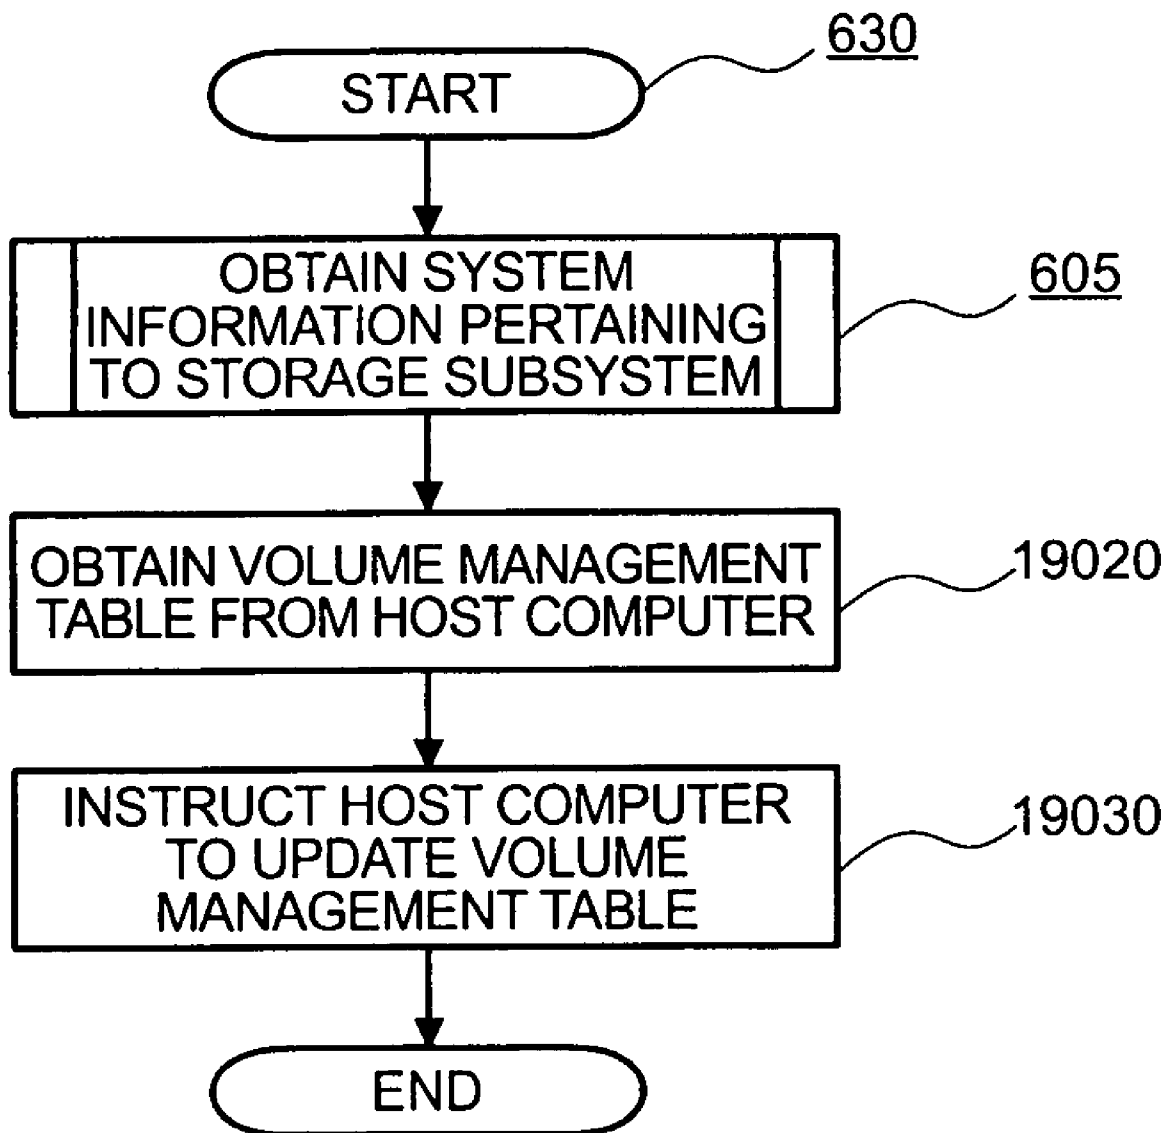 630
START
OBTAIN SYSTEM
INFORMATION PERTAINING
TO STORAGE SUBSYSTEM
605
OBTAIN VOLUME MANAGEMENT
TABLE FROM HOST COMPUTER
19020
INSTRUCT HOST COMPUTER
TO UPDATE VOLUME
MANAGEMENT TABLE
19030
END